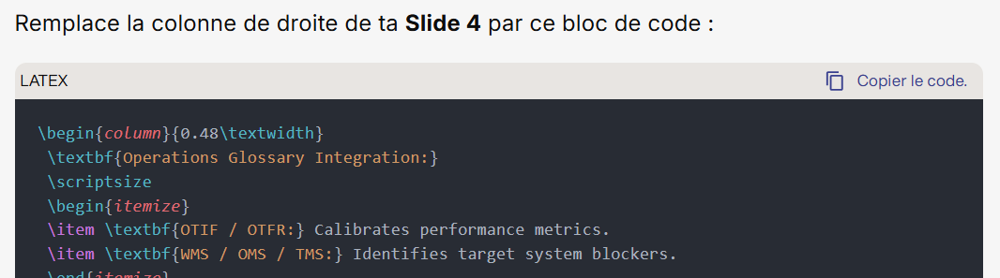 Remplace la colonne de droite de ta Slide 4 par ce bloc de code :
LATEX
Copier le code.
\begin{column}{0.48\textwidth}
\textbf{Operations Glossary Integration:}
\scriptsize
\begin{itemize}
\item \textbf{OTIF / OTFR:} Calibrates performance metrics.
\item \textbf{WMS / OMS / TMS:} Identifies target system blockers.
\end{itemize}